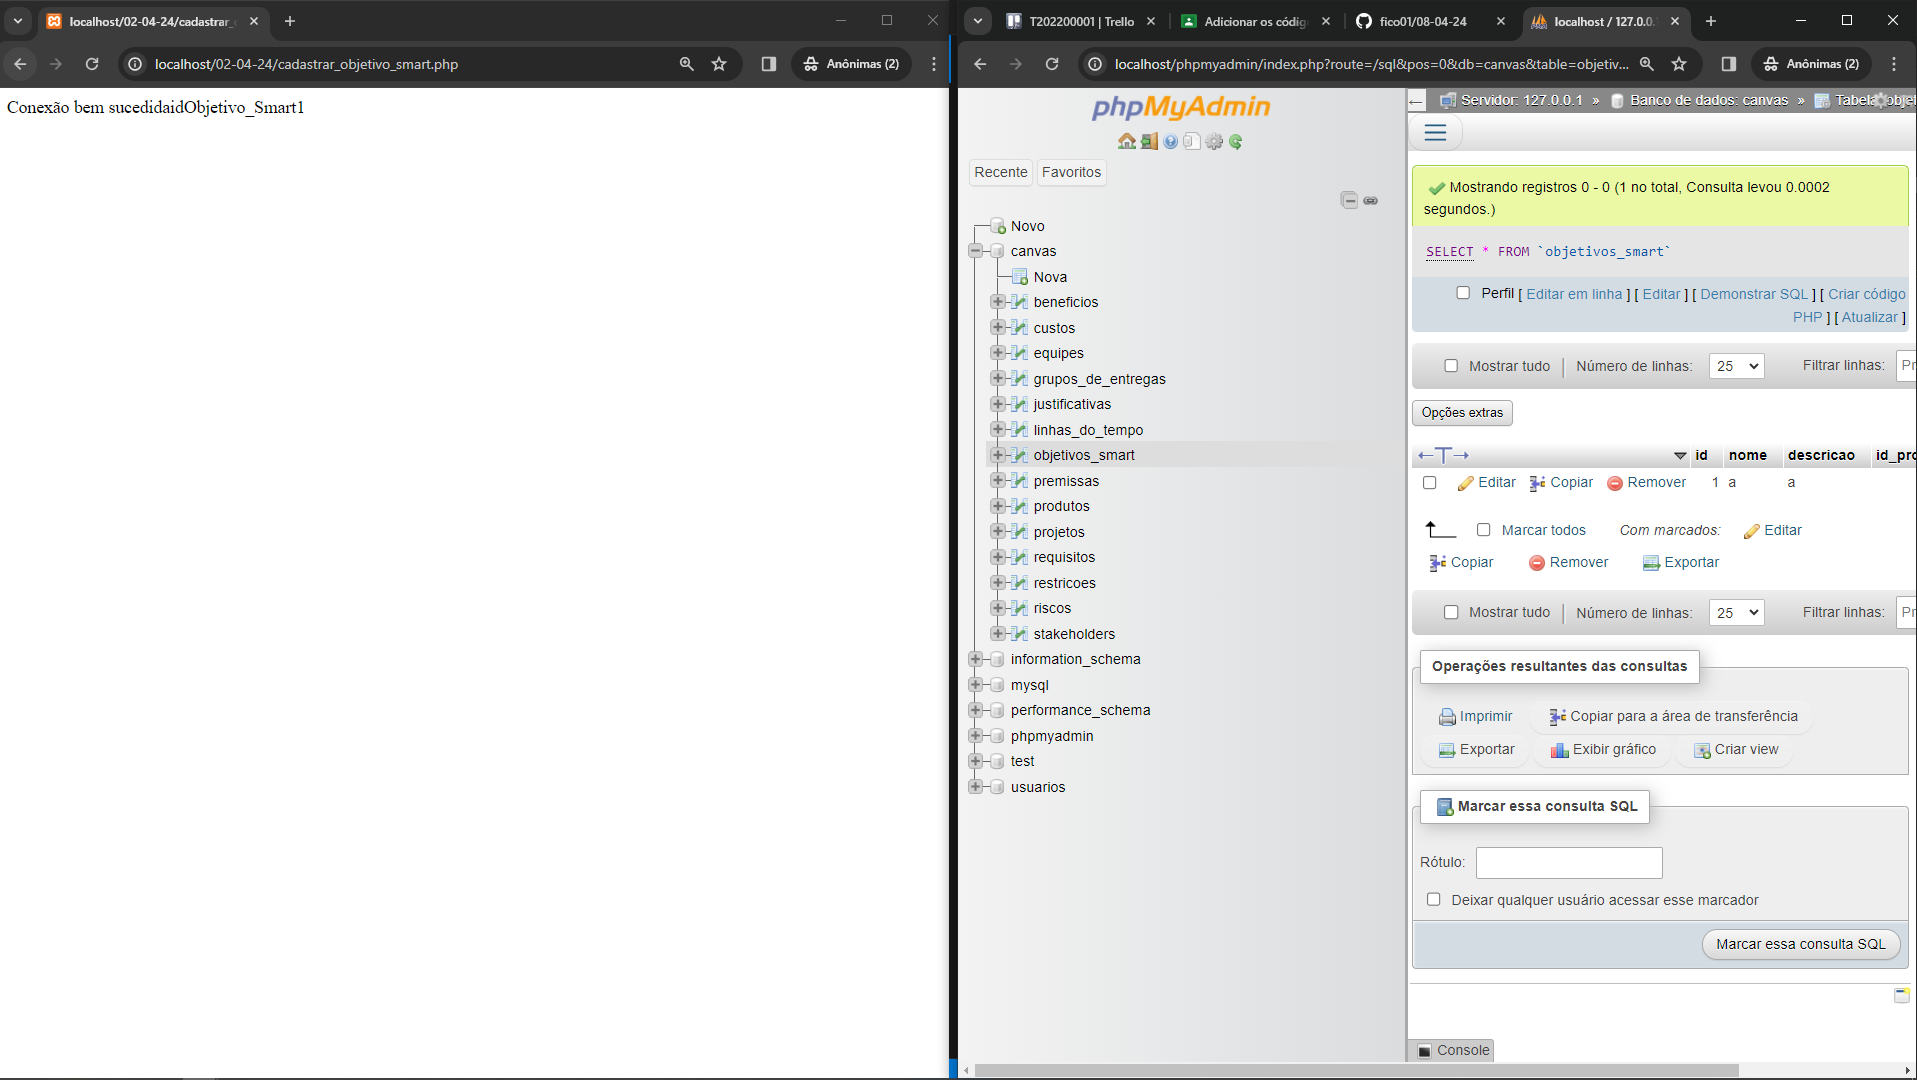 localhost/02-04-24/cadastrar_
localhost/02-04-24/cadastrar_objetivo_smart.php
Anônimas (2)
Conexão bem sucedidaidObjetivo_Smart1
T202200001 | Trello
Adicionar os códig
fico01/08-04-24
localhost / 127.0.0.1
localhost/phpmyadmin/index.php?route=/sql&pos=0&db=canvas&table=objetiv...
Anônimas (2)
phpMyAdmin
Recente
Favoritos
Novo
canvas
Nova
beneficios
custos
equipes
grupos_de_entregas
justificativas
linhas_do_tempo
objetivos_smart
premissas
produtos
projetos
requisitos
restricoes
riscos
stakeholders
information_schema
mysql
performance_schema
phpmyadmin
test
usuarios
Servidor: 127.0.0.1 » Banco de dados: canvas » Tabela: objet
Mostrando registros 0 - 0 (1 no total, Consulta levou 0.0002
segundos.)
SELECT * FROM `objetivos_smart`
Perfil [ Editar em linha ] [ Editar ] [ Demonstrar SQL ] [ Criar código
PHP ] [ Atualizar ]
Mostrar tudo | Número de linhas: 25 Filtrar linhas: Pr
Opções extras
id nome descricao id_pro
Editar Copiar Remover 1 a a
Marcar todos Com marcados: Editar
Copiar Remover Exportar
Mostrar tudo | Número de linhas: 25 Filtrar linhas: Pr
Operações resultantes das consultas
Imprimir Copiar para a área de transferência
Exportar Exibir gráfico Criar view
Marcar essa consulta SQL
Rótulo:
Deixar qualquer usuário acessar esse marcador
Marcar essa consulta SQL
Console